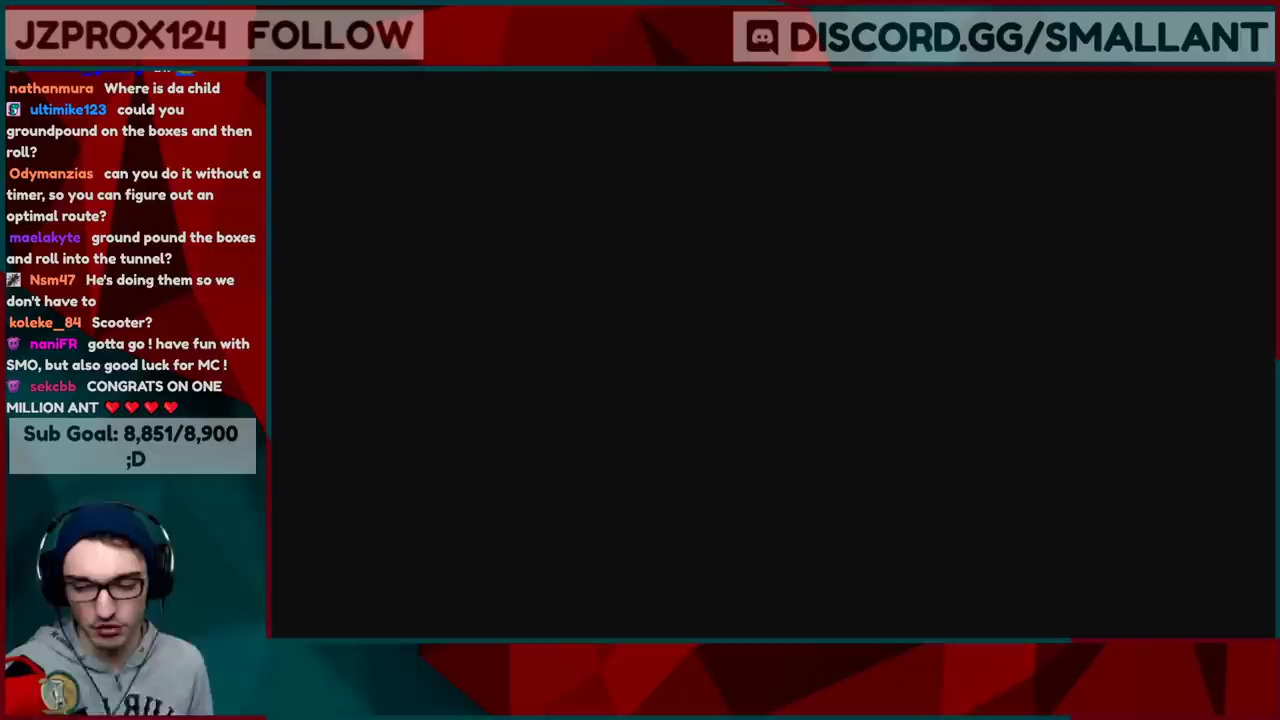 JZPROX124 FOLLOW
DISCORD.GG/SMALLANT
nathanmura Where is da child
ultimike123 could you
groundpound on the boxes and then
roll?
Odymanzias can you do it without a
timer, so you can figure out an
optimal route?
maelakyte ground pound the boxes
and roll into the tunnel?
Nsm47 He's doing them so we
don't have to
koleke_84 Scooter?
naniFR gotta go ! have fun with
SMO, but also good luck for MC !
sekcbb CONGRATS ON ONE
MILLION ANT ❤️ ❤️ ❤️ ❤️
Sub Goal: 8,851/8,900
;D